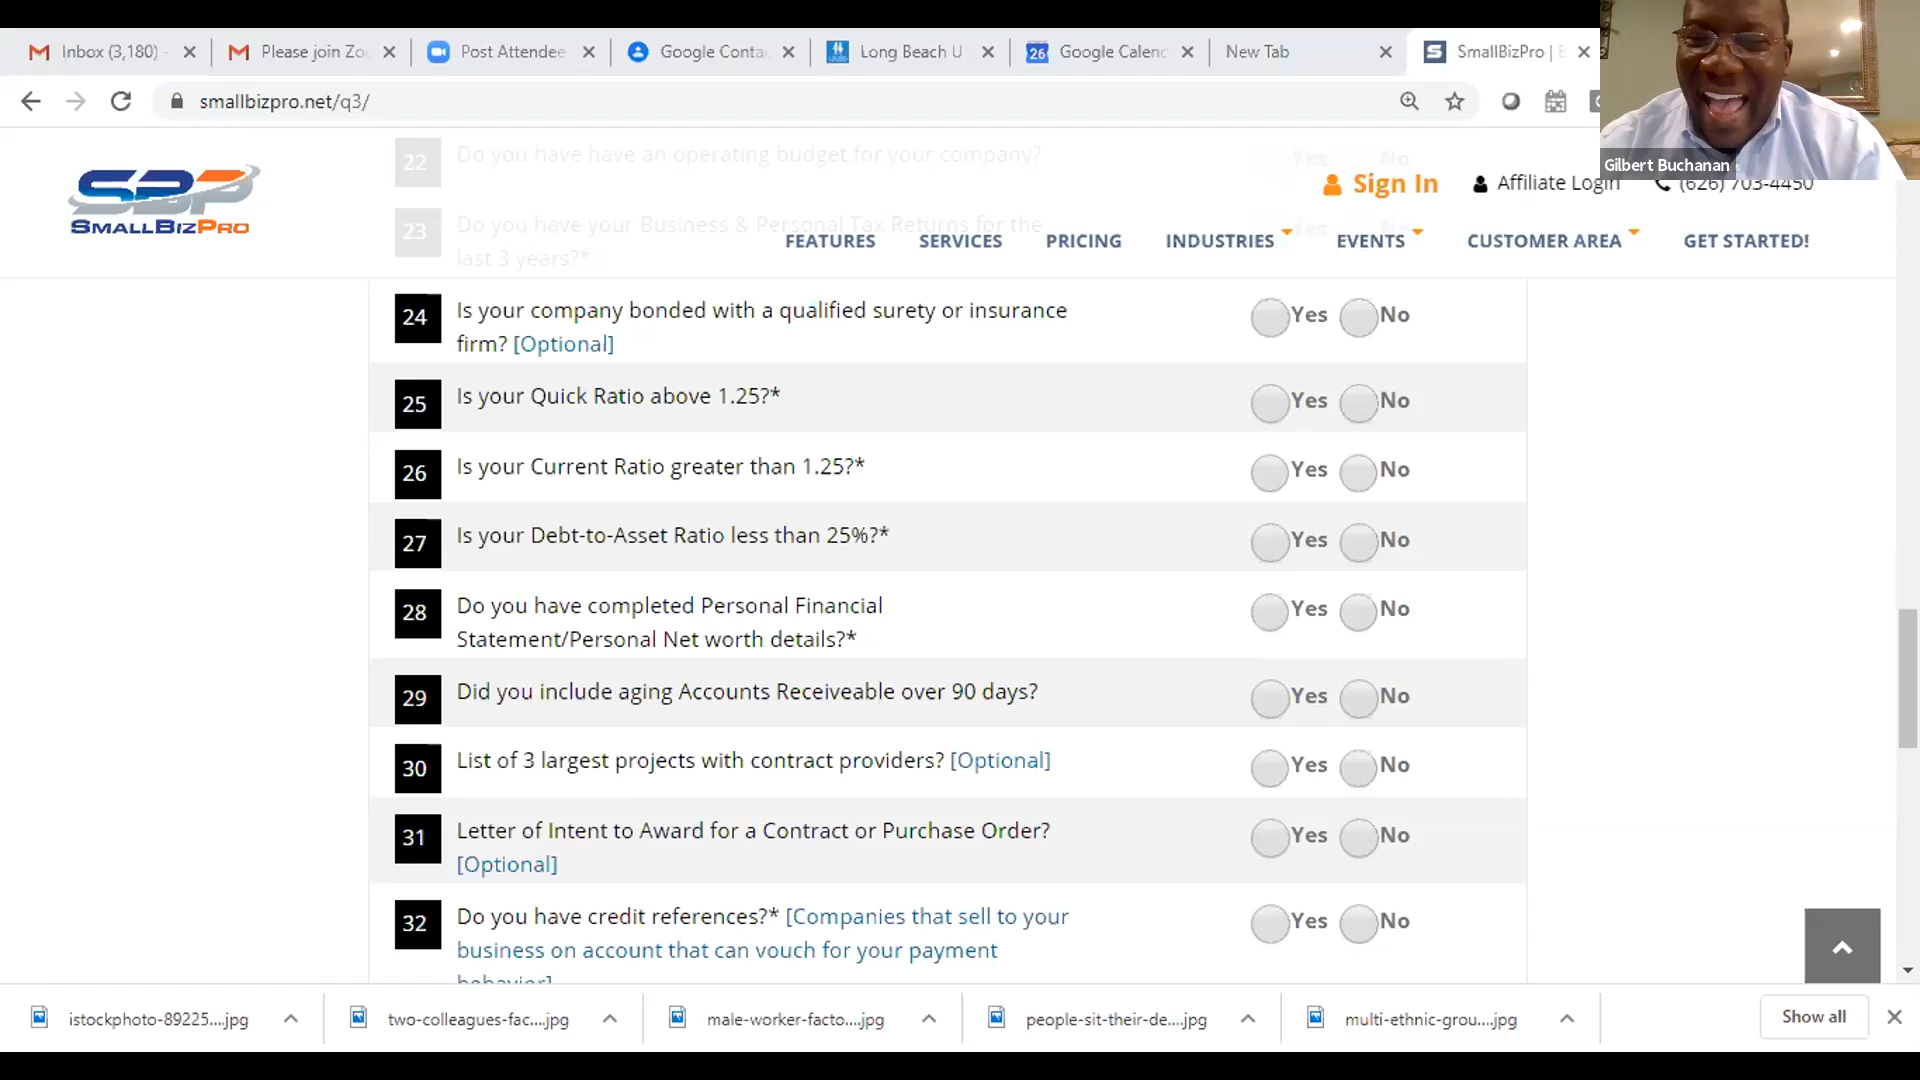 Inbox (3,180) -
Please join Zo
Post Attendee
Google Conta
Long Beach U
26
Google Calend
New Tab
SmallBizPro | B
smallbizpro.net/q3/
Gilbert Buchanan
SBP
SMALLBIZPRO
Sign In
Affiliate Login
(626) 703-4450
FEATURES
SERVICES
PRICING
INDUSTRIES
EVENTS
CUSTOMER AREA
GET STARTED!
22 Do you have have an operating budget for your company? Yes No
23 Do you have your Business & Personal Tax Returns for the Yes No
last 3 years?*
24 Is your company bonded with a qualified surety or insurance Yes No
firm? [Optional]
25 Is your Quick Ratio above 1.25?* Yes No
26 Is your Current Ratio greater than 1.25?* Yes No
27 Is your Debt-to-Asset Ratio less than 25%?* Yes No
28 Do you have completed Personal Financial Yes No
Statement/Personal Net worth details?*
29 Did you include aging Accounts Receiveable over 90 days? Yes No
30 List of 3 largest projects with contract providers? [Optional] Yes No
31 Letter of Intent to Award for a Contract or Purchase Order? Yes No
[Optional]
32 Do you have credit references?* [Companies that sell to your Yes No
business on account that can vouch for your payment
behavior]
istockphoto-89225....jpg
two-colleagues-fac....jpg
male-worker-facto....jpg
people-sit-their-de....jpg
multi-ethnic-grou....jpg
Show all